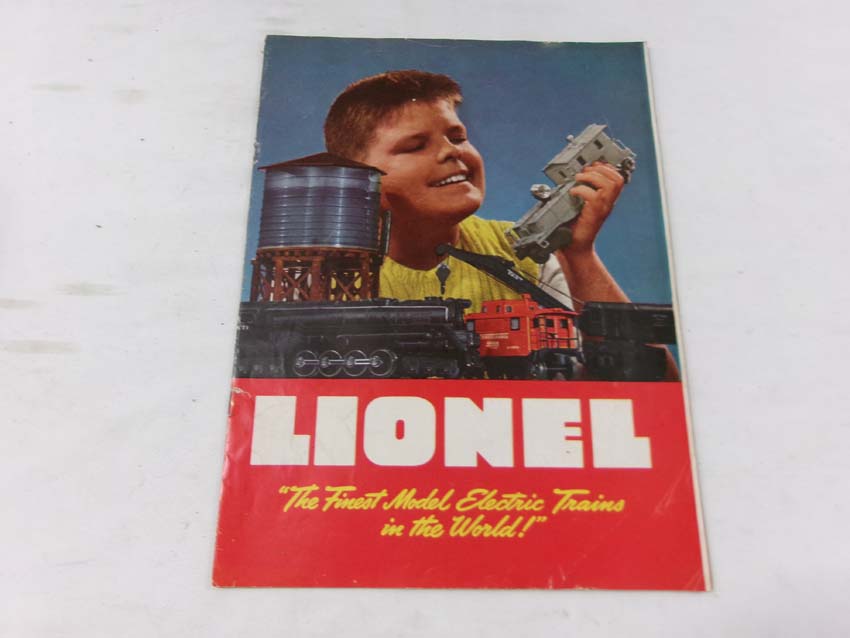 LIONEL
"The Finest Model Electric Trains
in the World!"